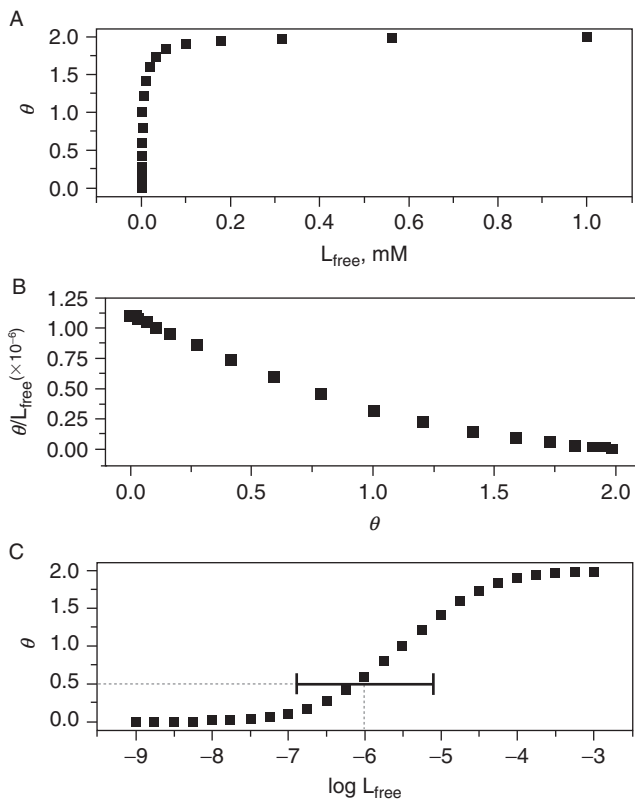 A
2.0
1.5
1.0
0.5
0.0
θ
0.0 0.2 0.4 0.6 0.8 1.0
L_free, mM
B
1.25
1.00
0.75
0.50
0.25
0.00
θ/L_free (×10⁻⁶)
0.0 0.5 1.0 1.5 2.0
θ
C
2.0
1.5
1.0
0.5
0.0
θ
−9 −8 −7 −6 −5 −4 −3
log L_free